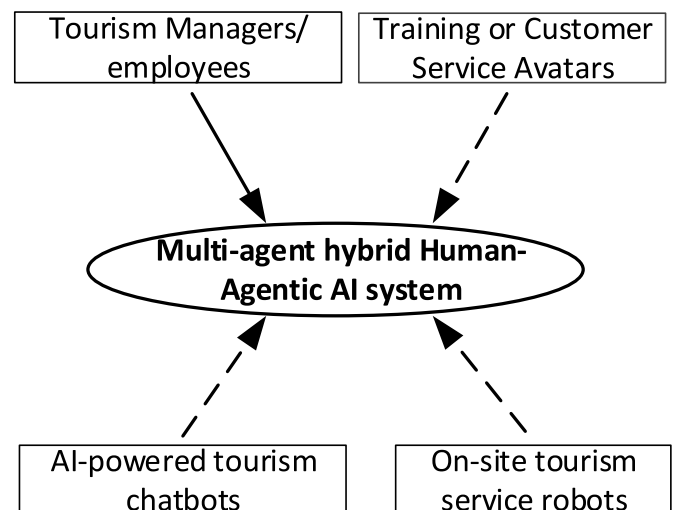 Tourism Managers/
employees
Training or Customer
Service Avatars
Multi-agent hybrid Human-
Agentic AI system
AI-powered tourism
chatbots
On-site tourism
service robots